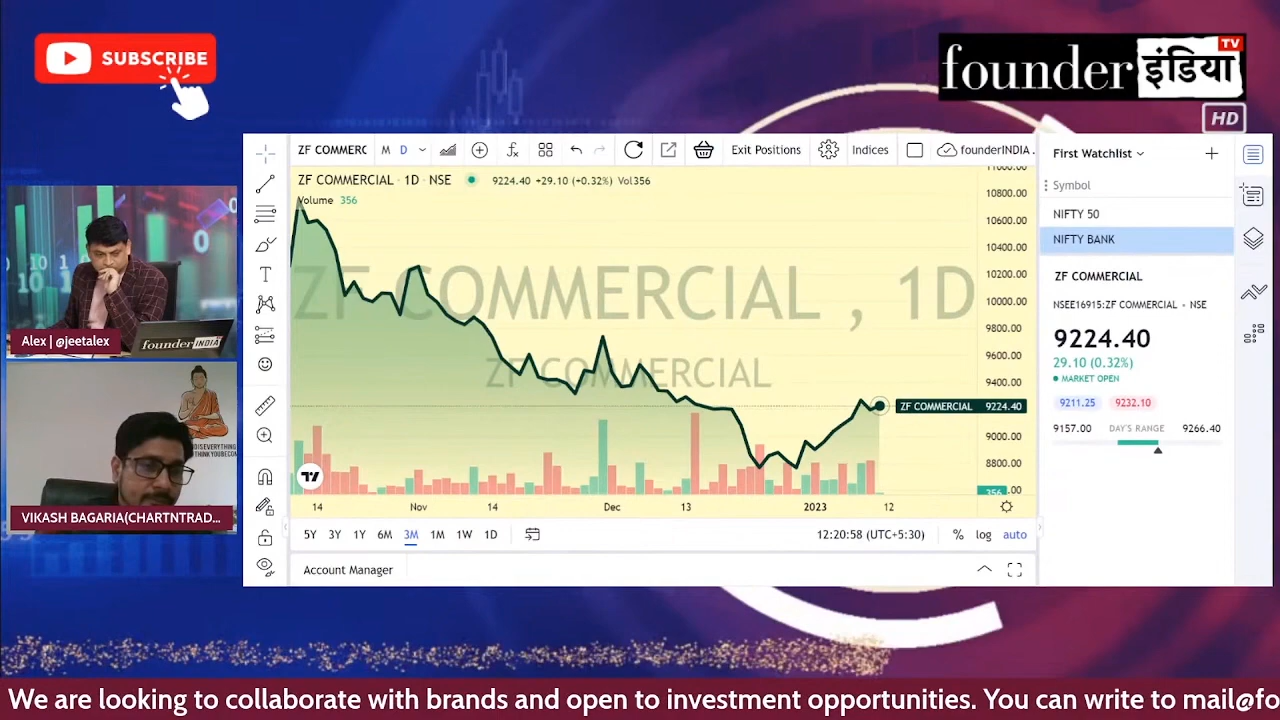 SUBSCRIBE
founder इंडिया TV
HD
ZF COMMERC M D Exit Positions Indices founderINDIA .
First Watchlist
ZF COMMERCIAL · 1D · NSE 9224.40 +29.10 (+0.32%) Vol356
Volume 356
ZF COMMERCIAL , 1D
ZF COMMERCIAL
11000.00
10800.00
10600.00
10400.00
10200.00
10000.00
9800.00
9600.00
9400.00
ZF COMMERCIAL 9224.40
9000.00
8800.00
356 .00
14 Nov 14 Dec 13 2023 12
5Y 3Y 1Y 6M 3M 1M 1W 1D 12:20:58 (UTC+5:30) % log auto
Account Manager
Symbol
NIFTY 50
NIFTY BANK
ZF COMMERCIAL
NSEE16915:ZF COMMERCIAL • NSE
9224.40
29.10 (0.32%)
MARKET OPEN
9211.25 9232.10
9157.00 DAY'S RANGE 9266.40
Alex | @jeetalex
founder INDIA
VIKASH BAGARIA(CHARTNTRAD...
We are looking to collaborate with brands and open to investment opportunities. You can write to mail@fo